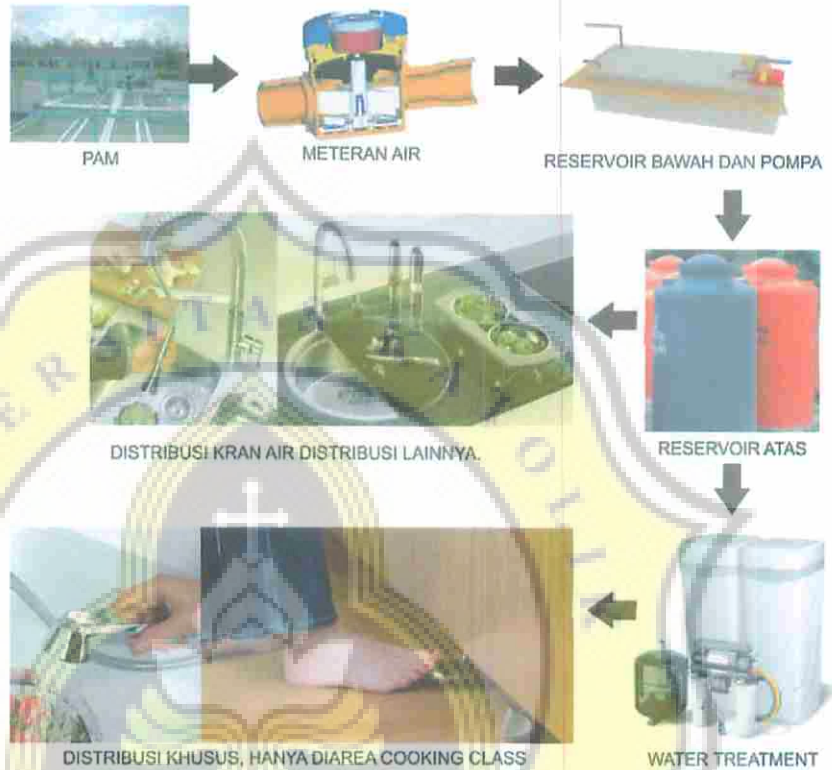 PAM
METERAN AIR
RESERVOIR BAWAH DAN POMPA
DISTRIBUSI KRAN AIR DISTRIBUSI LAINNYA.
RESERVOIR ATAS
DISTRIBUSI KHUSUS, HANYA DIAREA COOKING CLASS
WATER TREATMENT